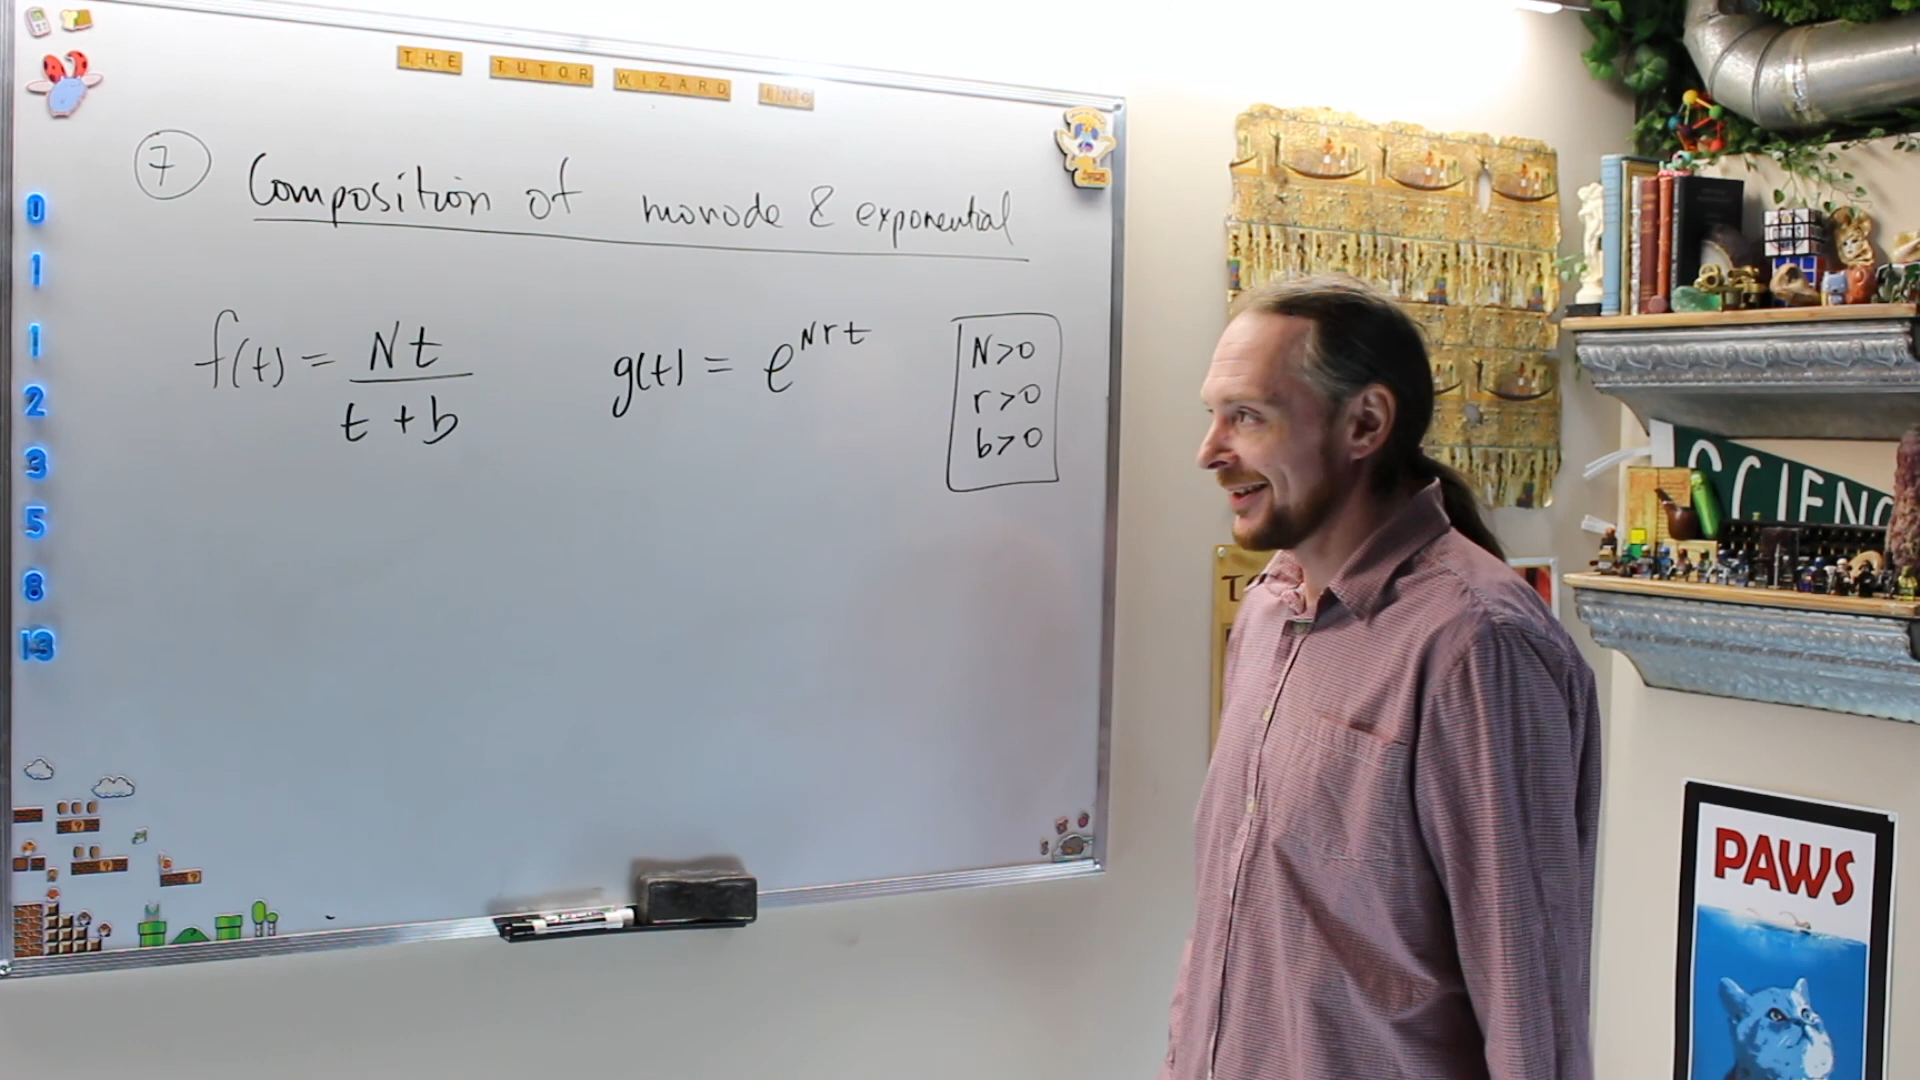 THE TUTOR WIZARD INC
7 Composition of monode & exponential
f(t) = Nt / t + b
g(t) = e^Nrt
N>0
r>0
b>0
0
1
1
2
3
5
8
13
SCIENC
PAWS